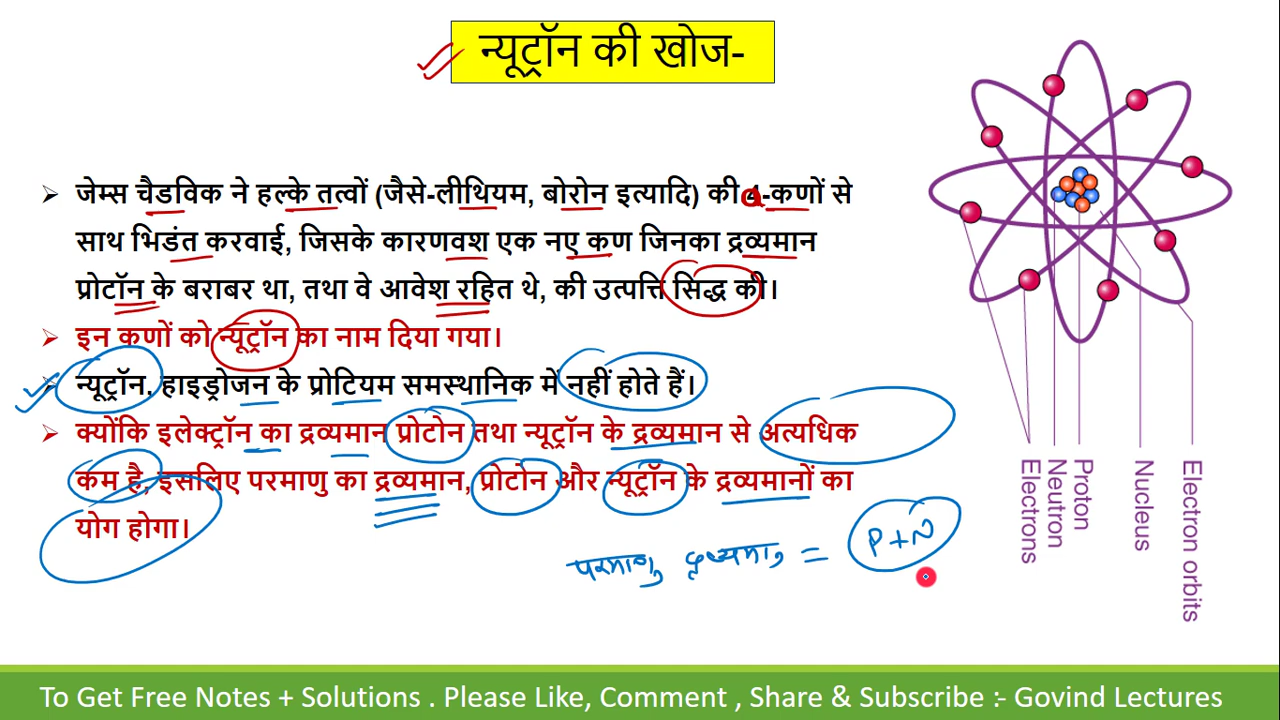 न्यूट्रॉन की खोज-
➢ जेम्स चैडविक ने हल्के तत्वों (जैसे-लीथियम, बोरोन इत्यादि) की -कणों से
साथ भिडंत करवाई, जिसके कारणवश एक नए कण जिनका द्रव्यमान
प्रोटॉन के बराबर था, तथा वे आवेश रहित थे, की उत्पत्ति सिद्ध की।
➢ इन कणों को न्यूट्रॉन का नाम दिया गया।
➢ न्यूट्रॉन, हाइड्रोजन के प्रोटियम समस्थानिक में नहीं होते हैं।
➢ क्योंकि इलेक्ट्रॉन का द्रव्यमान प्रोटोन तथा न्यूट्रॉन के द्रव्यमान से अत्यधिक
कम है, इसलिए परमाणु का द्रव्यमान, प्रोटोन और न्यूट्रॉन के द्रव्यमानों का
योग होगा।
परमाणु द्रव्यमान = P+N
Electrons
Neutron
Proton
Nucleus
Electron orbits
To Get Free Notes + Solutions . Please Like, Comment , Share & Subscribe :- Govind Lectures